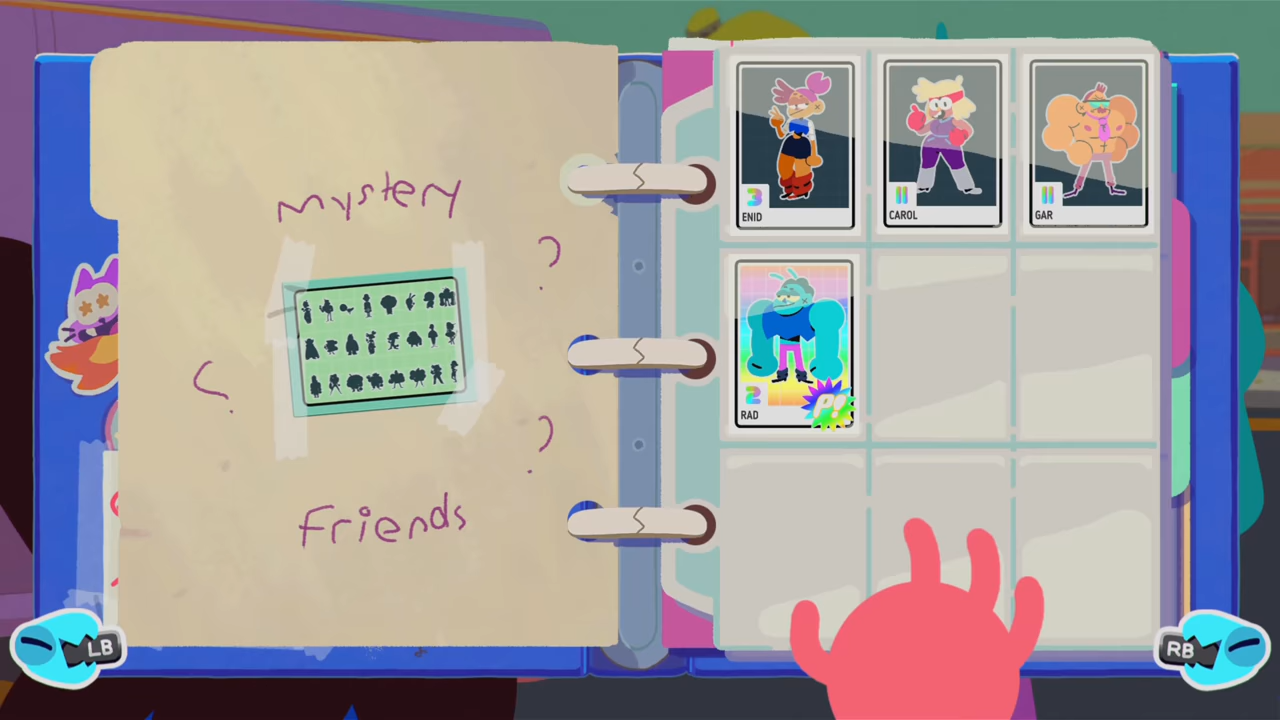 mystery
?
?
?
friends
3
ENID
11
CAROL
11
GAR
2
RAD
P!
LB
RB